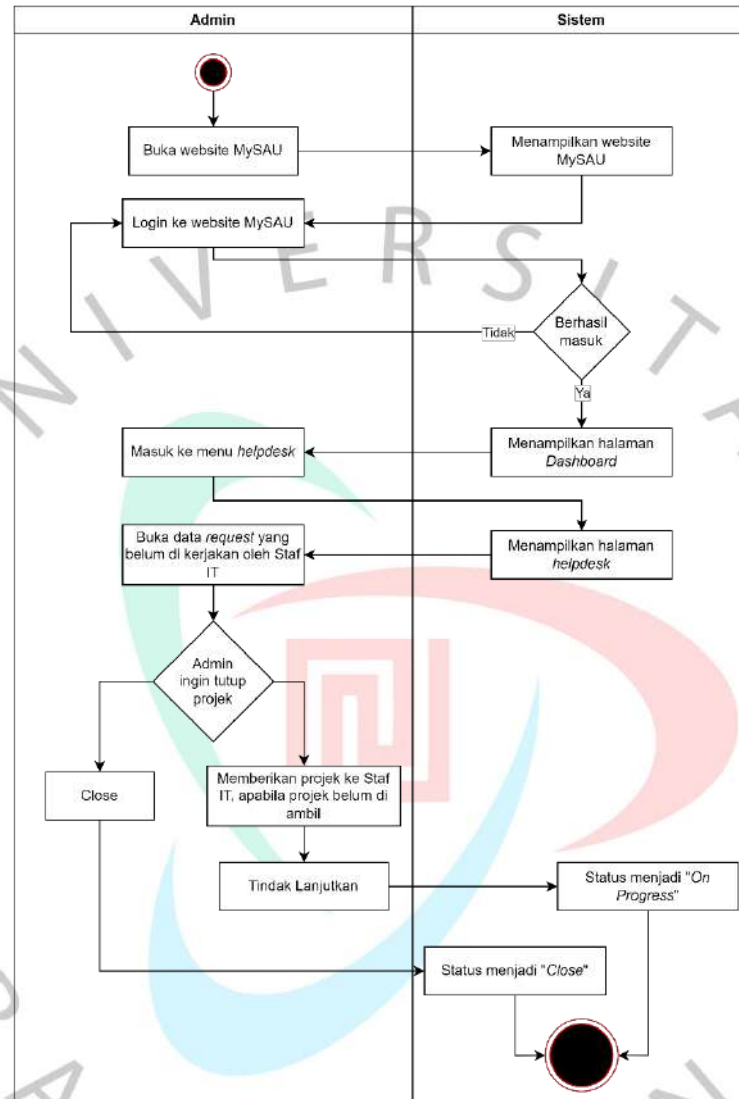 Admin
Sistem
Buka website MySAU
Menampilkan website
MySAU
Login ke website MySAU
Berhasil
masuk
Tidak
Ya
Masuk ke menu helpdesk
Menampilkan halaman
Dashboard
Buka data request yang
belum di kerjakan oleh Staf
IT
Menampilkan halaman
helpdesk
Admin
ingin tutup
projek
Close
Memberikan projek ke Staf
IT, apabila projek belum di
ambil
Tindak Lanjutkan
Status menjadi "On
Progress"
Status menjadi "Close"